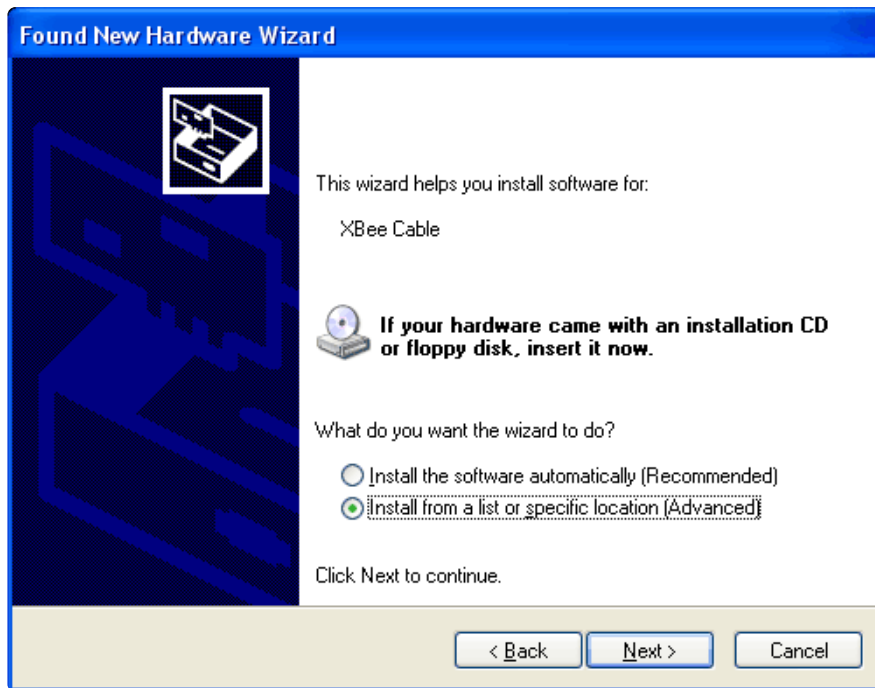 Found New Hardware Wizard
This wizard helps you install software for:
XBee Cable
If your hardware came with an installation CD
or floppy disk, insert it now.
What do you want the wizard to do?
Install the software automatically (Recommended)
Install from a list or specific location (Advanced)
Click Next to continue.
< Back Next > Cancel